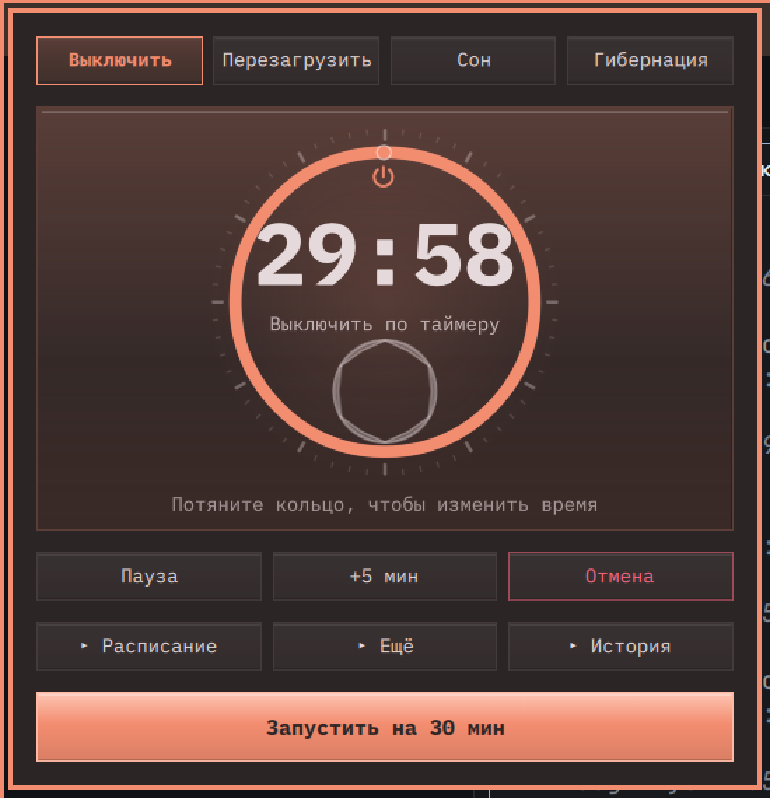 Выключить
Перезагрузить
Сон
Гибернация
29:58
Выключить по таймеру
Потяните кольцо, чтобы изменить время
Пауза
+5 мин
Отмена
▸ Расписание
▸ Ещё
▸ История
Запустить на 30 мин